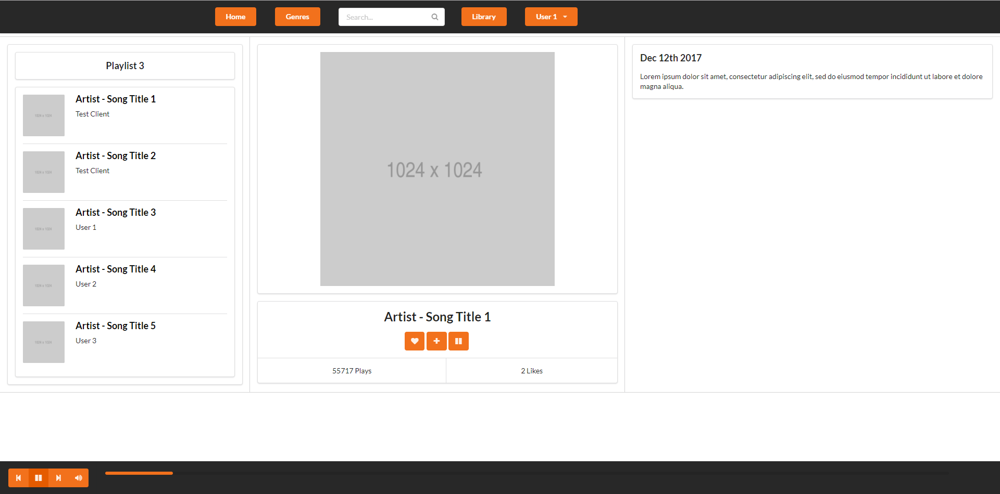 Home
Genres
Search...
Library
User 1
Playlist 3
1024 x 1024
Artist - Song Title 1
Test Client
1024 x 1024
Artist - Song Title 2
Test Client
1024 x 1024
Artist - Song Title 3
User 1
1024 x 1024
Artist - Song Title 4
User 2
1024 x 1024
Artist - Song Title 5
User 3
1024 x 1024
Artist - Song Title 1
55717 Plays
2 Likes
Dec 12th 2017
Lorem ipsum dolor sit amet, consectetur adipiscing elit, sed do eiusmod tempor incididunt ut labore et dolore
magna aliqua.